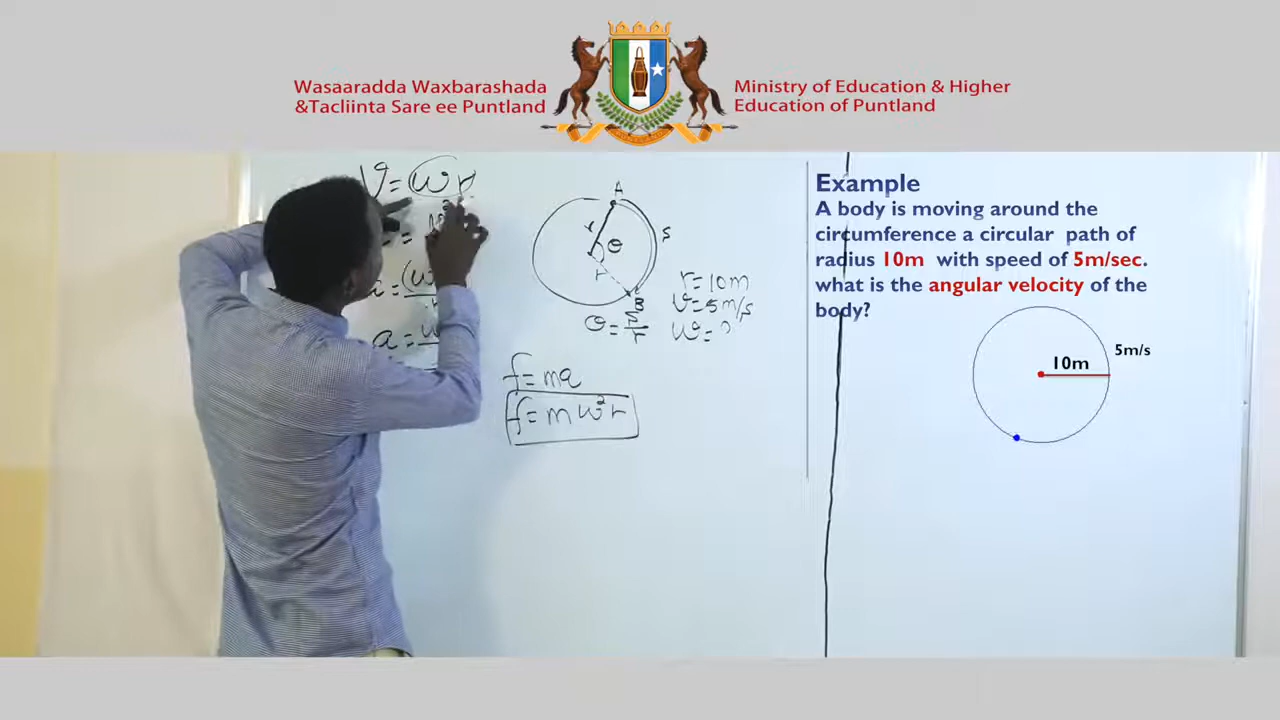 Wasaaradda Waxbarashada
&Tacliinta Sare ee Puntland
Ministry of Education & Higher
Education of Puntland
V = ωr
a = (ω
r
a = ω
A
r
θ
S
r
B
θ = S/r
r = 10m
V = 5m/s
ω = ?
f = ma
f = mω²r
Example
A body is moving around the
circumference a circular path of
radius 10m with speed of 5m/sec.
what is the angular velocity of the
body?
10m
5m/s